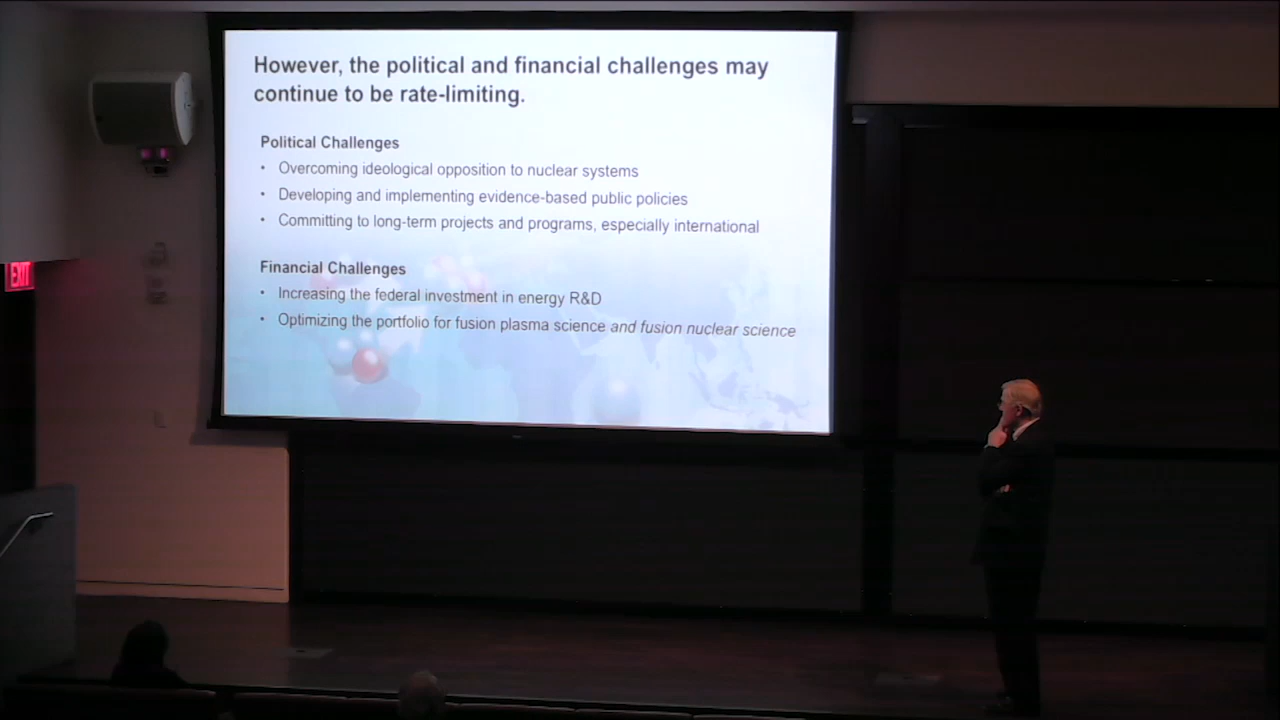 However, the political and financial challenges may
continue to be rate-limiting.
Political Challenges
• Overcoming ideological opposition to nuclear systems
• Developing and implementing evidence-based public policies
• Committing to long-term projects and programs, especially international
Financial Challenges
• Increasing the federal investment in energy R&D
• Optimizing the portfolio for fusion plasma science and fusion nuclear science
EXIT